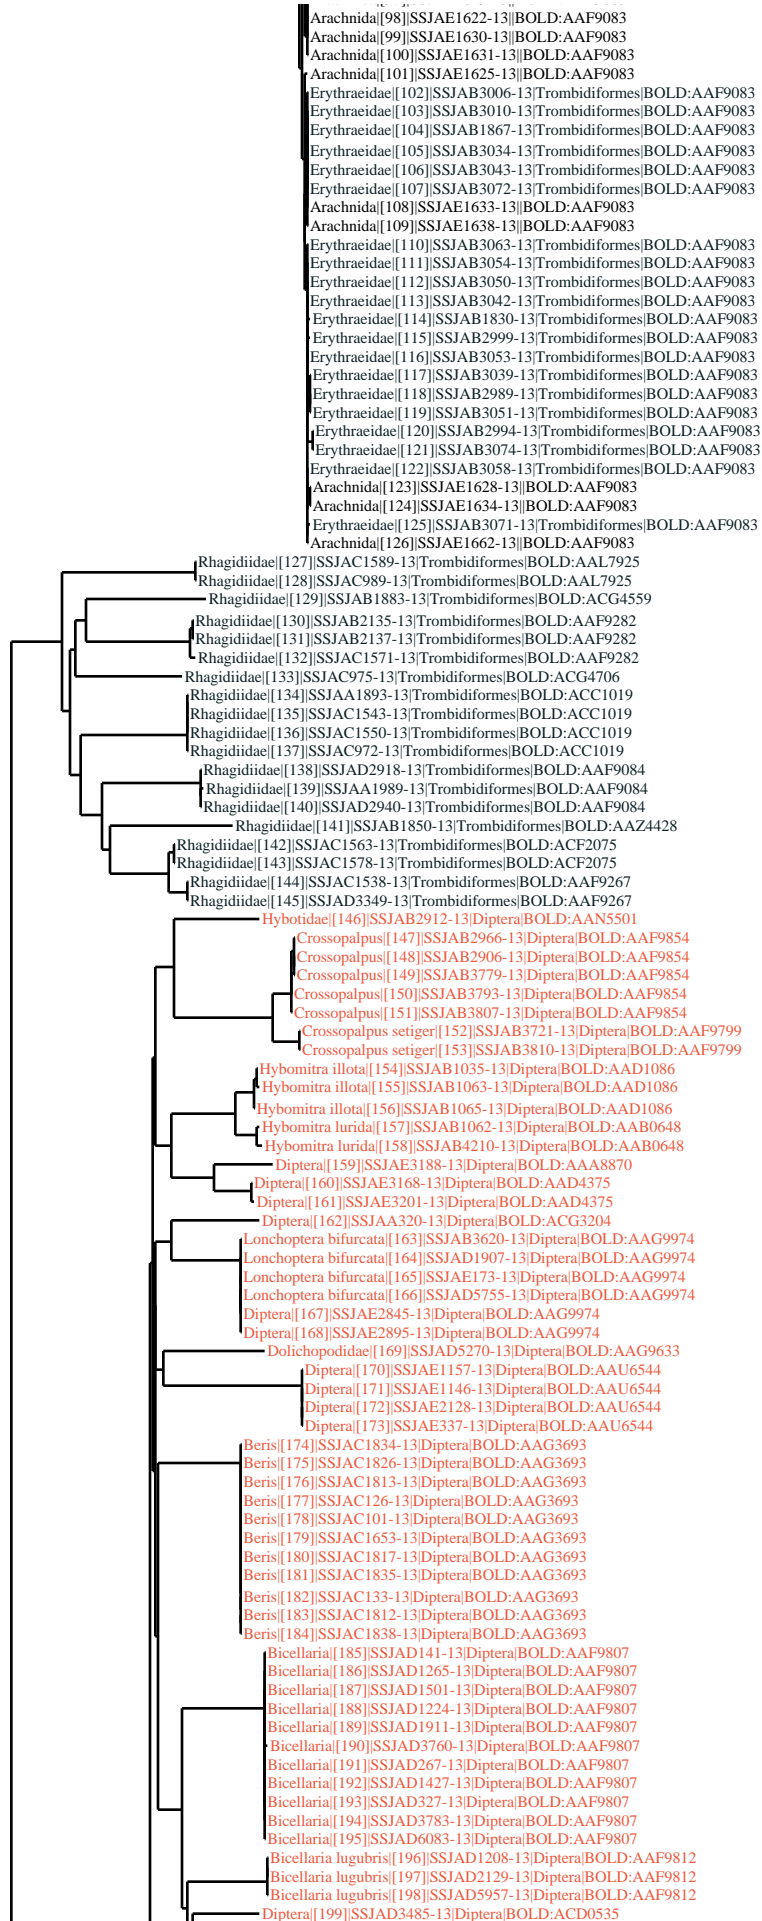 Arachnida|[98]|SSJAE1622-13||BOLD:AAF9083
Arachnida|[99]|SSJAE1630-13||BOLD:AAF9083
Arachnida|[100]|SSJAE1631-13||BOLD:AAF9083
Arachnida|[101]|SSJAE1625-13||BOLD:AAF9083
Erythraeidae|[102]|SSJAB3006-13|Trombidiformes|BOLD:AAF9083
Erythraeidae|[103]|SSJAB3010-13|Trombidiformes|BOLD:AAF9083
Erythraeidae|[104]|SSJAB1867-13|Trombidiformes|BOLD:AAF9083
Erythraeidae|[105]|SSJAB3034-13|Trombidiformes|BOLD:AAF9083
Erythraeidae|[106]|SSJAB3043-13|Trombidiformes|BOLD:AAF9083
Erythraeidae|[107]|SSJAB3072-13|Trombidiformes|BOLD:AAF9083
Arachnida|[108]|SSJAE1633-13||BOLD:AAF9083
Arachnida|[109]|SSJAE1638-13||BOLD:AAF9083
Erythraeidae|[110]|SSJAB3063-13|Trombidiformes|BOLD:AAF9083
Erythraeidae|[111]|SSJAB3054-13|Trombidiformes|BOLD:AAF9083
Erythraeidae|[112]|SSJAB3050-13|Trombidiformes|BOLD:AAF9083
Erythraeidae|[113]|SSJAB3042-13|Trombidiformes|BOLD:AAF9083
Erythraeidae|[114]|SSJAB1830-13|Trombidiformes|BOLD:AAF9083
Erythraeidae|[115]|SSJAB2999-13|Trombidiformes|BOLD:AAF9083
Erythraeidae|[116]|SSJAB3053-13|Trombidiformes|BOLD:AAF9083
Erythraeidae|[117]|SSJAB3039-13|Trombidiformes|BOLD:AAF9083
Erythraeidae|[118]|SSJAB2989-13|Trombidiformes|BOLD:AAF9083
Erythraeidae|[119]|SSJAB3051-13|Trombidiformes|BOLD:AAF9083
Erythraeidae|[120]|SSJAB2994-13|Trombidiformes|BOLD:AAF9083
Erythraeidae|[121]|SSJAB3074-13|Trombidiformes|BOLD:AAF9083
Erythraeidae|[122]|SSJAB3058-13|Trombidiformes|BOLD:AAF9083
Arachnida|[123]|SSJAE1628-13||BOLD:AAF9083
Arachnida|[124]|SSJAE1634-13||BOLD:AAF9083
Erythraeidae|[125]|SSJAB3071-13|Trombidiformes|BOLD:AAF9083
Arachnida|[126]|SSJAE1662-13||BOLD:AAF9083
Rhagidiidae|[127]|SSJAC1589-13|Trombidiformes|BOLD:AAL7925
Rhagidiidae|[128]|SSJAC989-13|Trombidiformes|BOLD:AAL7925
Rhagidiidae|[129]|SSJAB1883-13|Trombidiformes|BOLD:ACG4559
Rhagidiidae|[130]|SSJAB2135-13|Trombidiformes|BOLD:AAF9282
Rhagidiidae|[131]|SSJAB2137-13|Trombidiformes|BOLD:AAF9282
Rhagidiidae|[132]|SSJAC1571-13|Trombidiformes|BOLD:AAF9282
Rhagidiidae|[133]|SSJAC975-13|Trombidiformes|BOLD:ACG4706
Rhagidiidae|[134]|SSJAA1893-13|Trombidiformes|BOLD:ACC1019
Rhagidiidae|[135]|SSJAC1543-13|Trombidiformes|BOLD:ACC1019
Rhagidiidae|[136]|SSJAC1550-13|Trombidiformes|BOLD:ACC1019
Rhagidiidae|[137]|SSJAC972-13|Trombidiformes|BOLD:ACC1019
Rhagidiidae|[138]|SSJAD2918-13|Trombidiformes|BOLD:AAF9084
Rhagidiidae|[139]|SSJAA1989-13|Trombidiformes|BOLD:AAF9084
Rhagidiidae|[140]|SSJAD2940-13|Trombidiformes|BOLD:AAF9084
Rhagidiidae|[141]|SSJAB1850-13|Trombidiformes|BOLD:AAZ4428
Rhagidiidae|[142]|SSJAC1563-13|Trombidiformes|BOLD:ACF2075
Rhagidiidae|[143]|SSJAC1578-13|Trombidiformes|BOLD:ACF2075
Rhagidiidae|[144]|SSJAC1538-13|Trombidiformes|BOLD:AAF9267
Rhagidiidae|[145]|SSJAD3349-13|Trombidiformes|BOLD:AAF9267
Hybotidae|[146]|SSJAB2912-13|Diptera|BOLD:AAN5501
Crossopalpus|[147]|SSJAB2966-13|Diptera|BOLD:AAF9854
Crossopalpus|[148]|SSJAB2906-13|Diptera|BOLD:AAF9854
Crossopalpus|[149]|SSJAB3779-13|Diptera|BOLD:AAF9854
Crossopalpus|[150]|SSJAB3793-13|Diptera|BOLD:AAF9854
Crossopalpus|[151]|SSJAB3807-13|Diptera|BOLD:AAF9854
Crossopalpus setiger|[152]|SSJAB3721-13|Diptera|BOLD:AAF9799
Crossopalpus setiger|[153]|SSJAB3810-13|Diptera|BOLD:AAF9799
Hybomitra illota|[154]|SSJAB1035-13|Diptera|BOLD:AAD1086
Hybomitra illota|[155]|SSJAB1063-13|Diptera|BOLD:AAD1086
Hybomitra illota|[156]|SSJAB1065-13|Diptera|BOLD:AAD1086
Hybomitra lurida|[157]|SSJAB1062-13|Diptera|BOLD:AAB0648
Hybomitra lurida|[158]|SSJAB4210-13|Diptera|BOLD:AAB0648
Diptera|[159]|SSJAE3188-13|Diptera|BOLD:AAA8870
Diptera|[160]|SSJAE3168-13|Diptera|BOLD:AAD4375
Diptera|[161]|SSJAE3201-13|Diptera|BOLD:AAD4375
Diptera|[162]|SSJAA320-13|Diptera|BOLD:ACG3204
Lonchoptera bifurcata|[163]|SSJAB3620-13|Diptera|BOLD:AAG9974
Lonchoptera bifurcata|[164]|SSJAD1907-13|Diptera|BOLD:AAG9974
Lonchoptera bifurcata|[165]|SSJAE173-13|Diptera|BOLD:AAG9974
Lonchoptera bifurcata|[166]|SSJAD5755-13|Diptera|BOLD:AAG9974
Diptera|[167]|SSJAE2845-13|Diptera|BOLD:AAG9974
Diptera|[168]|SSJAE2895-13|Diptera|BOLD:AAG9974
Dolichopodidae|[169]|SSJAD5270-13|Diptera|BOLD:AAG9633
Diptera|[170]|SSJAE1157-13|Diptera|BOLD:AAU6544
Diptera|[171]|SSJAE1146-13|Diptera|BOLD:AAU6544
Diptera|[172]|SSJAE2128-13|Diptera|BOLD:AAU6544
Diptera|[173]|SSJAE337-13|Diptera|BOLD:AAU6544
Beris|[174]|SSJAC1834-13|Diptera|BOLD:AAG3693
Beris|[175]|SSJAC1826-13|Diptera|BOLD:AAG3693
Beris|[176]|SSJAC1813-13|Diptera|BOLD:AAG3693
Beris|[177]|SSJAC126-13|Diptera|BOLD:AAG3693
Beris|[178]|SSJAC101-13|Diptera|BOLD:AAG3693
Beris|[179]|SSJAC1653-13|Diptera|BOLD:AAG3693
Beris|[180]|SSJAC1817-13|Diptera|BOLD:AAG3693
Beris|[181]|SSJAC1835-13|Diptera|BOLD:AAG3693
Beris|[182]|SSJAC133-13|Diptera|BOLD:AAG3693
Beris|[183]|SSJAC1812-13|Diptera|BOLD:AAG3693
Beris|[184]|SSJAC1838-13|Diptera|BOLD:AAG3693
Bicellaria|[185]|SSJAD141-13|Diptera|BOLD:AAF9807
Bicellaria|[186]|SSJAD1265-13|Diptera|BOLD:AAF9807
Bicellaria|[187]|SSJAD1501-13|Diptera|BOLD:AAF9807
Bicellaria|[188]|SSJAD1224-13|Diptera|BOLD:AAF9807
Bicellaria|[189]|SSJAD1911-13|Diptera|BOLD:AAF9807
Bicellaria|[190]|SSJAD3760-13|Diptera|BOLD:AAF9807
Bicellaria|[191]|SSJAD267-13|Diptera|BOLD:AAF9807
Bicellaria|[192]|SSJAD1427-13|Diptera|BOLD:AAF9807
Bicellaria|[193]|SSJAD327-13|Diptera|BOLD:AAF9807
Bicellaria|[194]|SSJAD3783-13|Diptera|BOLD:AAF9807
Bicellaria|[195]|SSJAD6083-13|Diptera|BOLD:AAF9807
Bicellaria lugubris|[196]|SSJAD1208-13|Diptera|BOLD:AAF9812
Bicellaria lugubris|[197]|SSJAD2129-13|Diptera|BOLD:AAF9812
Bicellaria lugubris|[198]|SSJAD5957-13|Diptera|BOLD:AAF9812
Diptera|[199]|SSJAD3485-13|Diptera|BOLD:ACD0535